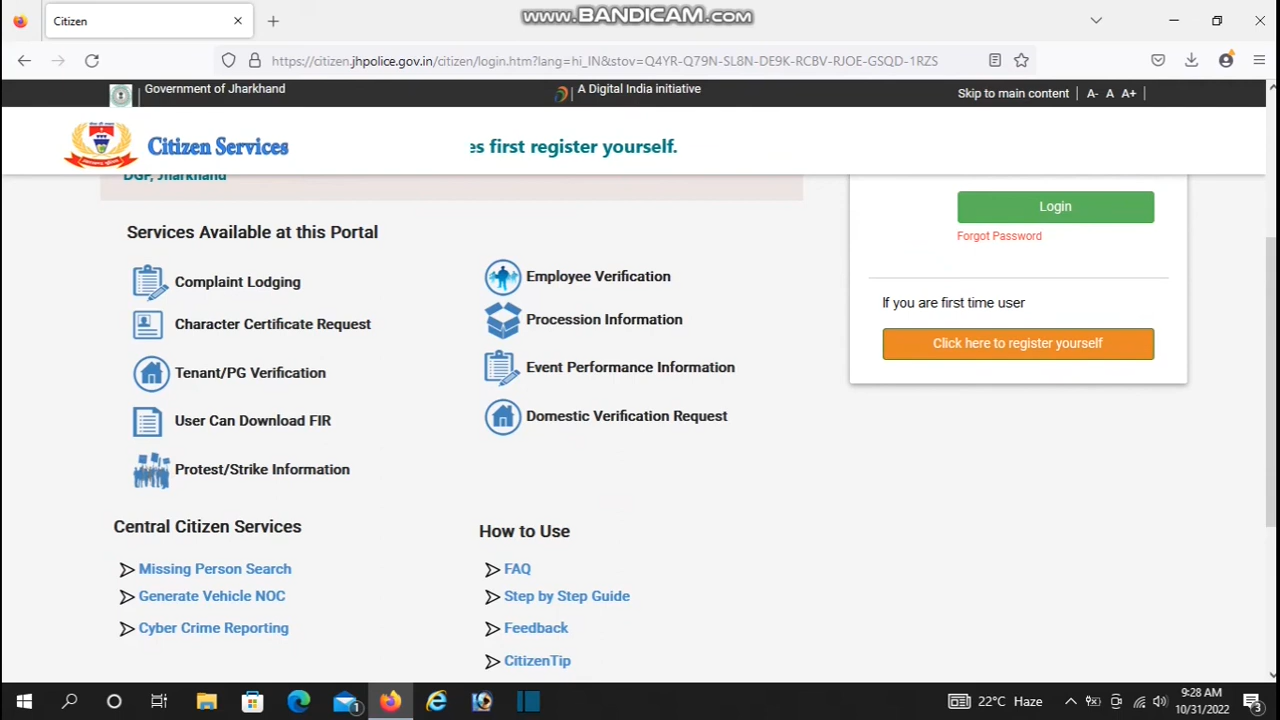 Citizen
www.BANDICAM.com
https://citizen.jhpolice.gov.in/citizen/login.htm?lang=hi_IN&stov=Q4YR-Q79N-SL8N-DE9K-RCBV-RJOE-GSQD-1RZS
Government of Jharkhand
A Digital India initiative
Skip to main content | A- A A+ |
Citizen Services
es first register yourself.
DGP, Jharkhand
Services Available at this Portal
Complaint Lodging
Character Certificate Request
Tenant/PG Verification
User Can Download FIR
Protest/Strike Information
Employee Verification
Procession Information
Event Performance Information
Domestic Verification Request
Login
Forgot Password
If you are first time user
Click here to register yourself
Central Citizen Services
Missing Person Search
Generate Vehicle NOC
Cyber Crime Reporting
How to Use
FAQ
Step by Step Guide
Feedback
CitizenTip
1
22°C Haze
9:28 AM
10/31/2022
3